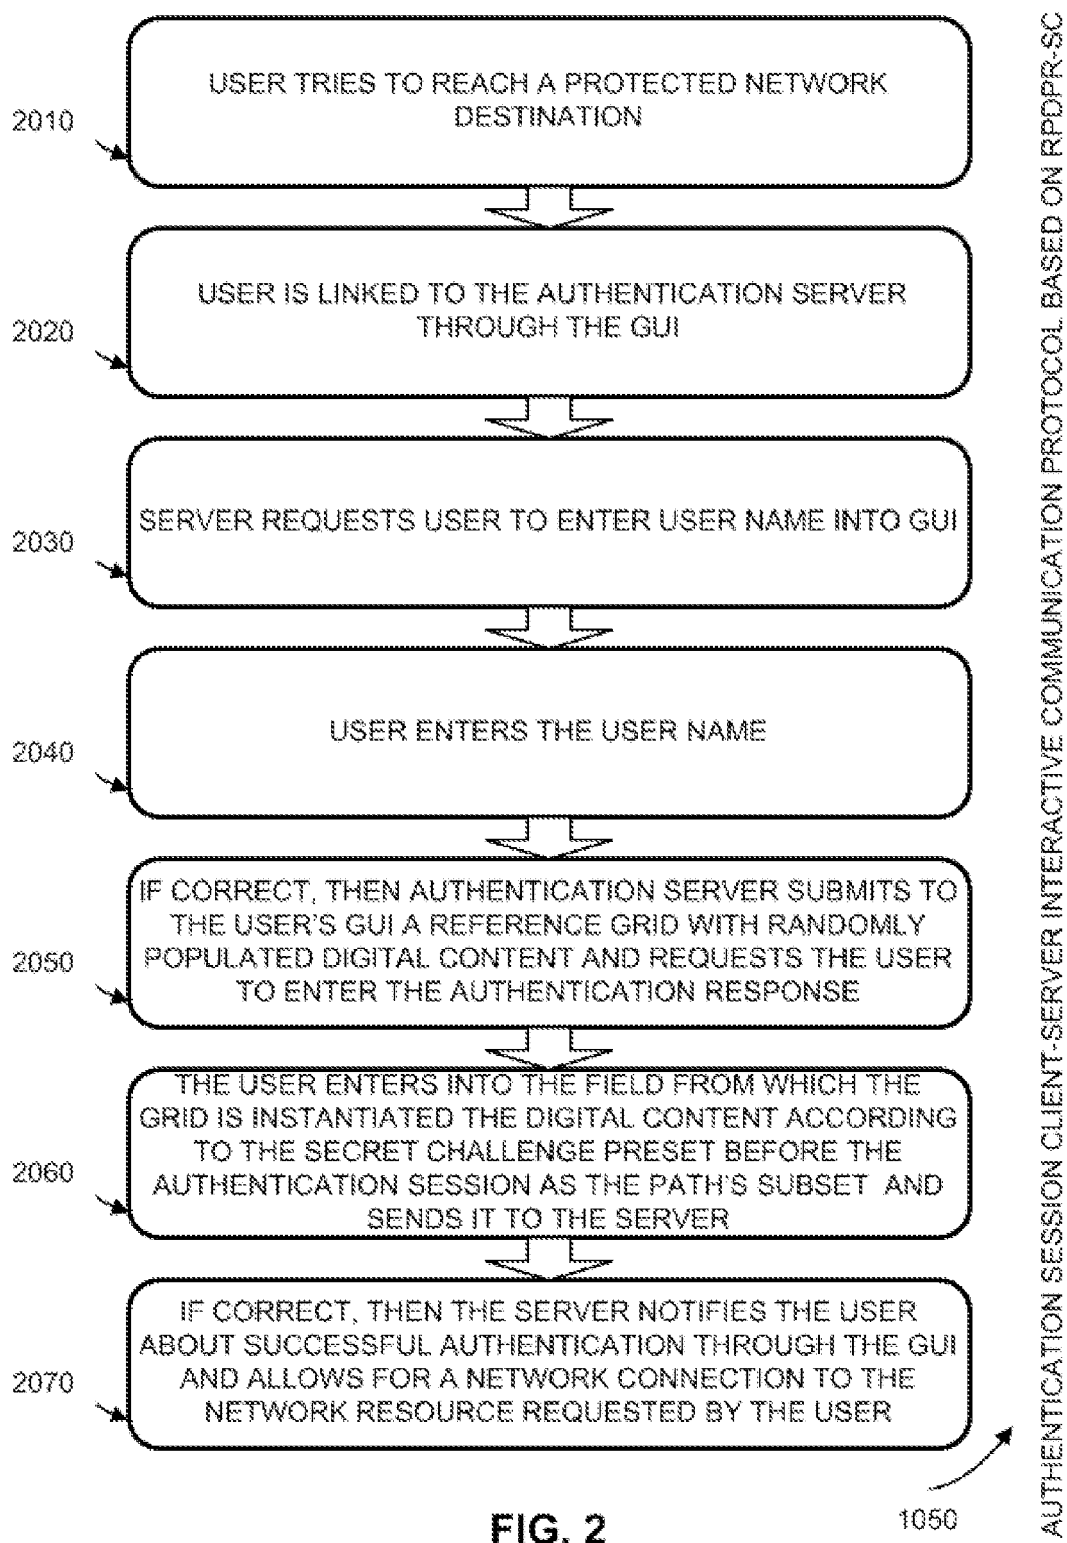 USER TRIES TO REACH A PROTECTED NETWORK
DESTINATION
2010
USER IS LINKED TO THE AUTHENTICATION SERVER
THROUGH THE GUI
2020
SERVER REQUESTS USER TO ENTER USER NAME INTO GUI
2030
USER ENTERS THE USER NAME
2040
IF CORRECT, THEN AUTHENTICATION SERVER SUBMITS TO
THE USER'S GUI A REFERENCE GRID WITH RANDOMLY
POPULATED DIGITAL CONTENT AND REQUESTS THE USER
TO ENTER THE AUTHENTICATION RESPONSE
2050
THE USER ENTERS INTO THE FIELD FROM WHICH THE
GRID IS INSTANTIATED THE DIGITAL CONTENT ACCORDING
TO THE SECRET CHALLENGE PRESET BEFORE THE
AUTHENTICATION SESSION AS THE PATH'S SUBSET AND
SENDS IT TO THE SERVER
2060
IF CORRECT, THEN THE SERVER NOTIFIES THE USER
ABOUT SUCCESSFUL AUTHENTICATION THROUGH THE GUI
AND ALLOWS FOR A NETWORK CONNECTION TO THE
NETWORK RESOURCE REQUESTED BY THE USER
2070
AUTHENTICATION SESSION CLIENT-SERVER INTERACTIVE COMMUNICATION PROTOCOL BASED ON RPDPR-SC
1050
FIG. 2